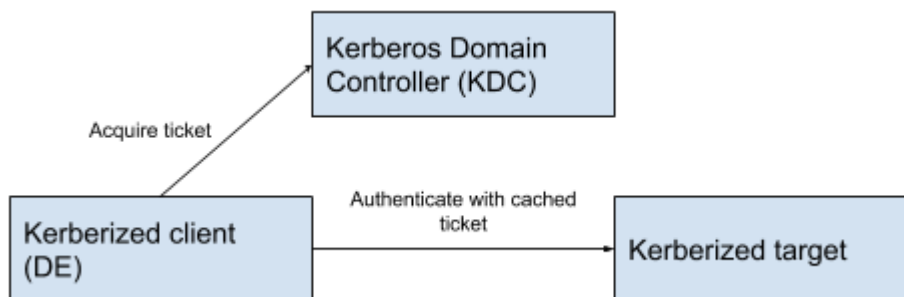 Kerberos Domain
Controller (KDC)
Acquire ticket
Authenticate with cached
ticket
Kerberized client
(DE)
Kerberized target